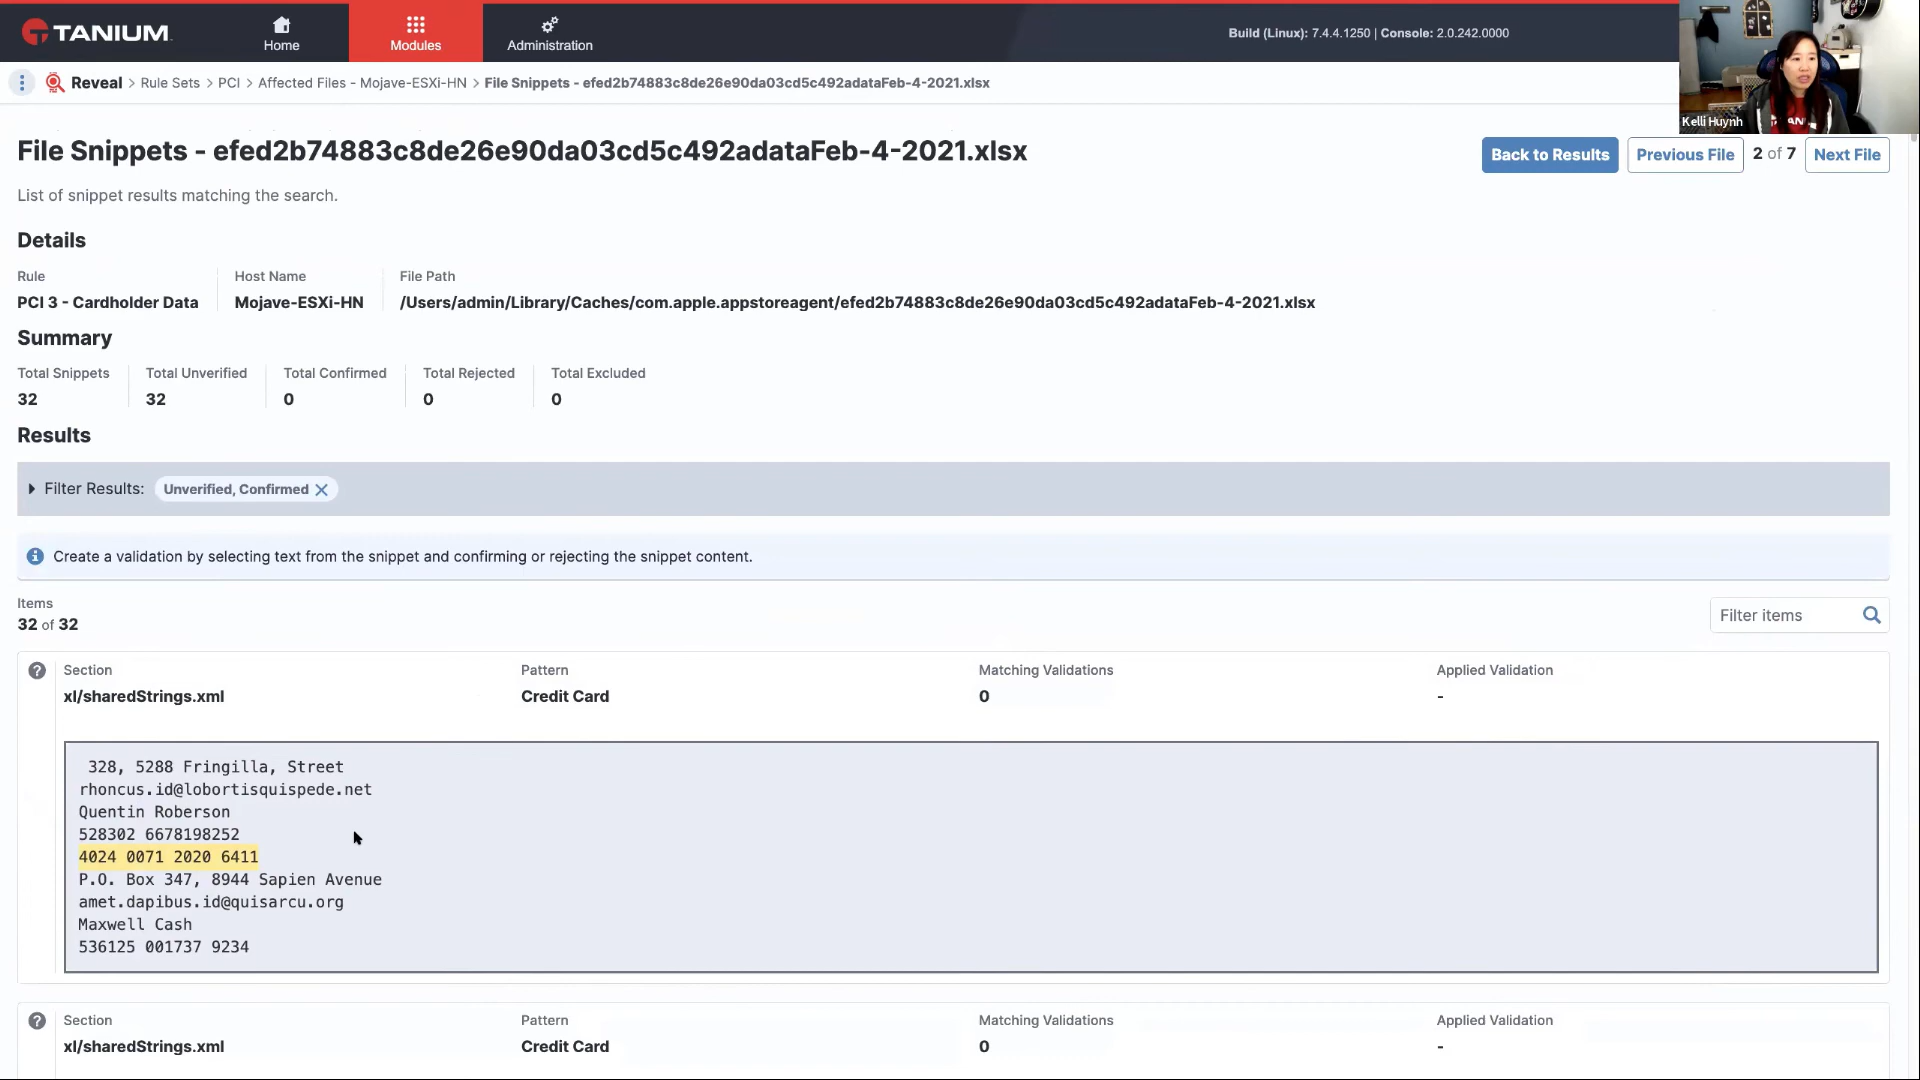 TANIUM
Home
Modules
Administration
Build (Linux): 7.4.4.1250 | Console: 2.0.242.0000
Kelli Huynh
Reveal > Rule Sets > PCI > Affected Files - Mojave-ESXi-HN > File Snippets - efed2b74883c8de26e90da03cd5c492adataFeb-4-2021.xlsx
File Snippets - efed2b74883c8de26e90da03cd5c492adataFeb-4-2021.xlsx
Back to Results
Previous File
2 of 7
Next File
List of snippet results matching the search.
Details
Rule
Host Name
File Path
PCI 3 - Cardholder Data
Mojave-ESXi-HN
/Users/admin/Library/Caches/com.apple.appstoreagent/efed2b74883c8de26e90da03cd5c492adataFeb-4-2021.xlsx
Summary
Total Snippets
Total Unverified
Total Confirmed
Total Rejected
Total Excluded
32
32
0
0
0
Results
Filter Results:
Unverified, Confirmed
Create a validation by selecting text from the snippet and confirming or rejecting the snippet content.
Items
32 of 32
Filter items
Section
Pattern
Matching Validations
Applied Validation
xl/sharedStrings.xml
Credit Card
0
-
328, 5288 Fringilla, Street
rhoncus.id@lobortisquispede.net
Quentin Roberson
528302 6678198252
4024 0071 2020 6411
P.O. Box 347, 8944 Sapien Avenue
amet.dapibus.id@quisarcu.org
Maxwell Cash
536125 001737 9234
Section
Pattern
Matching Validations
Applied Validation
xl/sharedStrings.xml
Credit Card
0
-